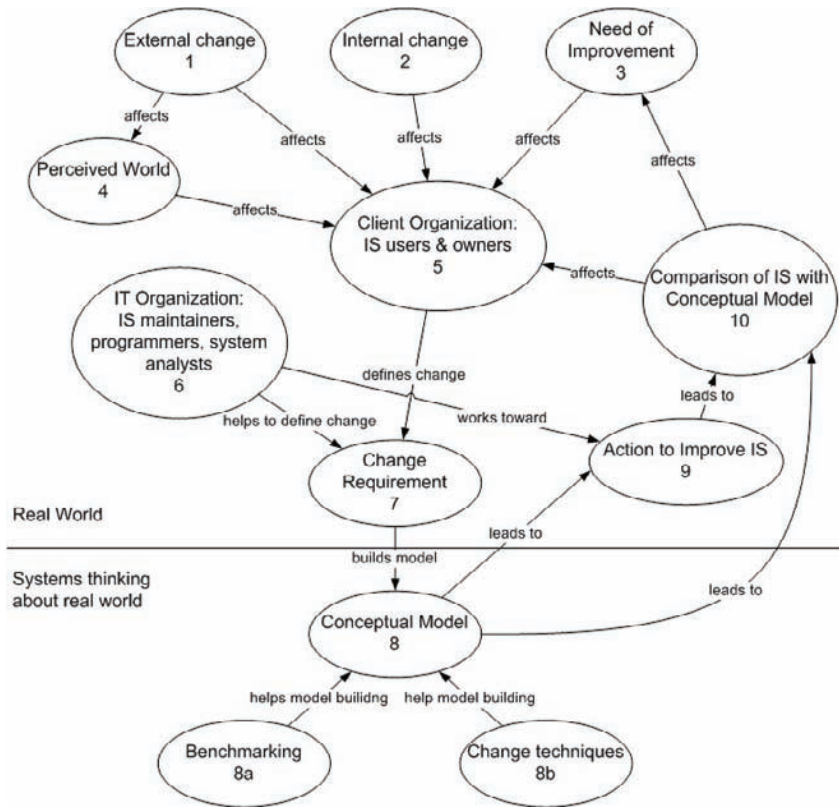 External change
1
Internal change
2
Need of
Improvement
3
affects
affects
affects
affects
affects
Perceived World
4
affects
Client Organization:
IS users & owners
5
affects
Comparison of IS with
Conceptual Model
10
IT Organization:
IS maintainers,
programmers, system
analysts
6
defines change
leads to
helps to define change
works toward
Change
Requirement
7
Action to Improve IS
9
Real World
leads to
builds model
Systems thinking
about real world
leads to
Conceptual Model
8
helps model builidng
help model building
Benchmarking
8a
Change techniques
8b